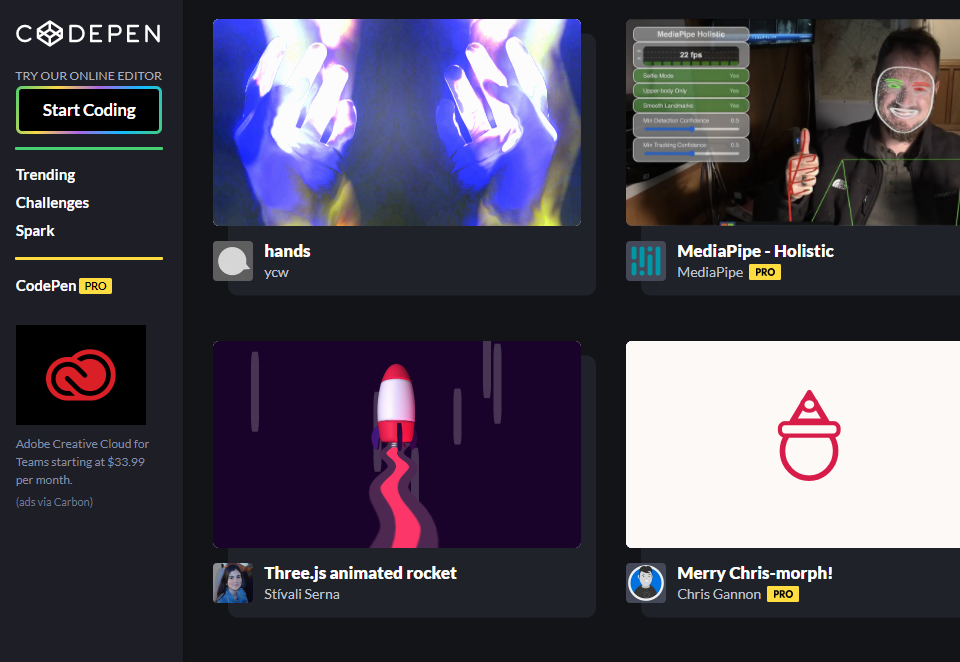 CODEPEN
TRY OUR ONLINE EDITOR
Start Coding
Trending
Challenges
Spark
CodePen PRO
Adobe Creative Cloud for
Teams starting at $33.99
per month.
(ads via Carbon)
hands
ycw
MediaPipe Holistic
22 fps
Selfie Mode Yes
Upper-body Only Yes
Smooth Landmarks Yes
Min Detection Confidence 0.5
Min Tracking Confidence 0.5
MediaPipe - Holistic
MediaPipe PRO
Three.js animated rocket
Stívali Serna
Merry Chris-morph!
Chris Gannon PRO